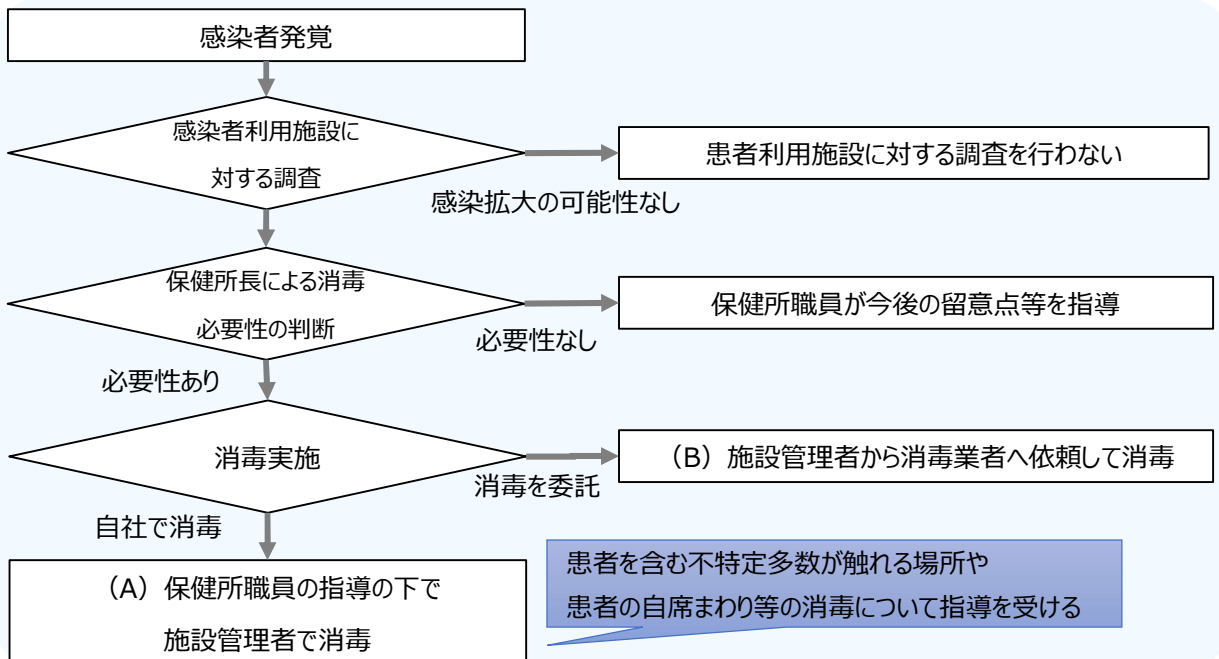 感染者発覚
感染者利用施設に
対する調査
患者利用施設に対する調査を行わない
感染拡大の可能性なし
保健所長による消毒
必要性の判断
保健所職員が今後の留意点等を指導
必要性なし
必要性あり
消毒実施
（B）施設管理者から消毒業者へ依頼して消毒
消毒を委託
自社で消毒
（A）保健所職員の指導の下で
施設管理者で消毒
患者を含む不特定多数が触れる場所や
患者の自席まわり等の消毒について指導を受ける